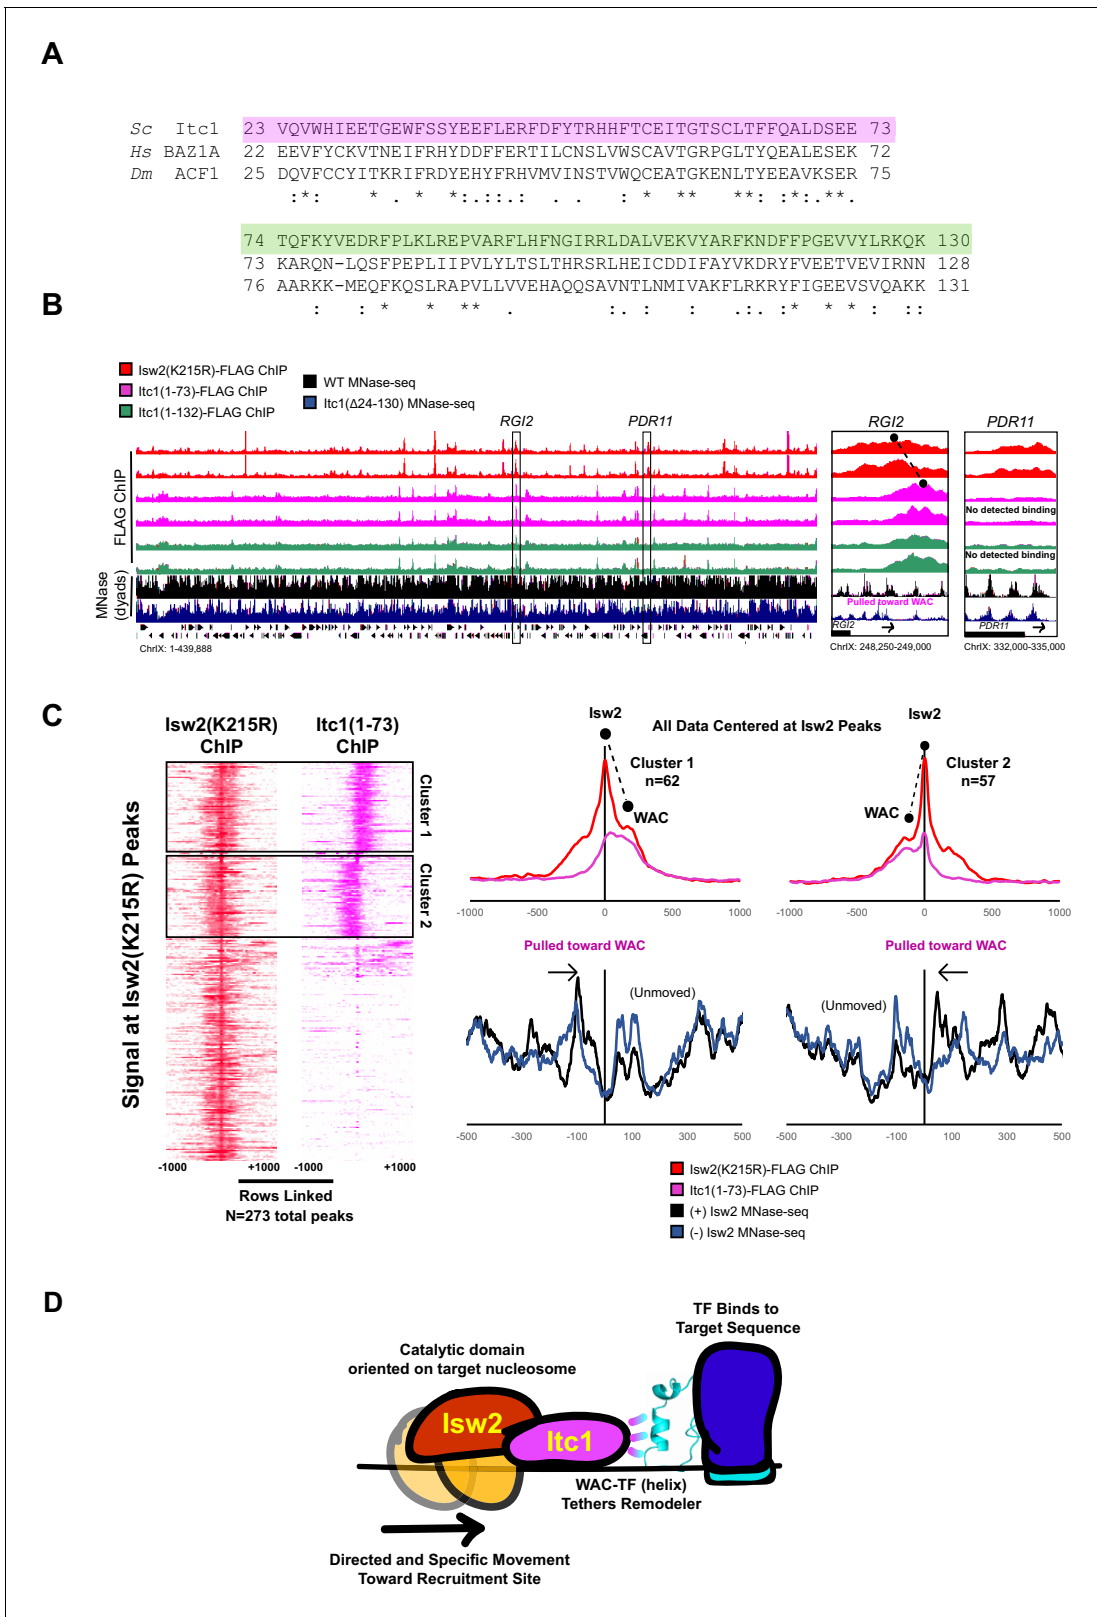 A
Sc Itc1 23 VQVWHIEETGEWFSSYEEFLERFDFYTRHHFTCEITGTSCLTFFQALDSEE 73
Hs BAZ1A 22 EEVFYCKVTNEIFRHYDDFFERTILCNSLVWSCAVTGRPGLTYQEALESEK 72
Dm ACF1 25 DQVFCCYITKRIFRDYEHYFRHVMVINSTVWQCEATGKENLTYEEAVKSER 75
74 TQFKYVEDRFPLKLREPVARFLHFNGIRRLDALVEKVYARFKNDFFPGEVVYLRKQK 130
73 KARQN-LQSFPEPLIIPVLYLTSLTHRSRLHEICDDIFAYVKDRYFVEETVEVIRNN 128
76 AARKK-MEQFKQSLRAPVLLVVEHAQQSAVNTLNMIVAKFLRKRYFIGEEVSVQAKK 131
B
Isw2(K215R)-FLAG ChIP
Itc1(1-73)-FLAG ChIP
Itc1(1-132)-FLAG ChIP
WT MNase-seq
Itc1(Δ24-130) MNase-seq
RGI2
PDR11
RGI2
PDR11
FLAG ChIP
MNase
(dyads)
No detected binding
No detected binding
Pulled toward WAC
RGI2
PDR11
ChrIX: 1-439,888
ChrIX: 248,250-249,000
ChrIX: 332,000-335,000
C
Isw2(K215R)
ChIP
Itc1(1-73)
ChIP
Signal at Isw2(K215R) Peaks
Cluster 1
Cluster 2
-1000
+1000
-1000
+1000
Rows Linked
N=273 total peaks
All Data Centered at Isw2 Peaks
Isw2
Cluster 1
n=62
WAC
-1000 -500 0 500 1000
Isw2
Cluster 2
n=57
WAC
-1000 -500 0 500 1000
Pulled toward WAC
(Unmoved)
-500 -300 -100 100 300 500
Pulled toward WAC
(Unmoved)
-500 -300 -100 100 300 500
Isw2(K215R)-FLAG ChIP
Itc1(1-73)-FLAG ChIP
(+) Isw2 MNase-seq
(-) Isw2 MNase-seq
D
Catalytic domain
oriented on target nucleosome
TF Binds to
Target Sequence
Isw2
Itc1
WAC-TF (helix)
Tethers Remodeler
Directed and Specific Movement
Toward Recruitment Site